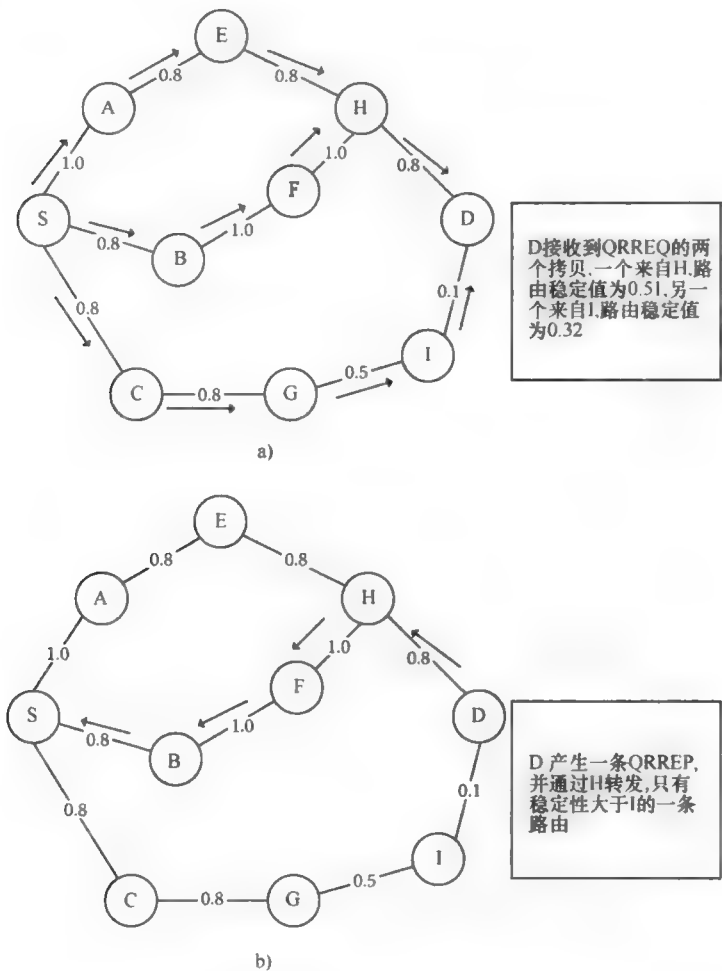 E
0.8
0.8
A
H
1.0
1.0
0.8
F
S
D
0.8
1.0
B
D接收到QRREQ的两
个拷贝,一个来自H,路
由稳定值为0.51,另一
个来自I,路由稳定值
为0.32
0.8
0.1
I
0.5
C
0.8
G
a)
E
0.8
0.8
A
H
1.0
1.0
0.8
F
S
D
0.8
1.0
B
D 产生一条QRREP,
并通过H转发,只有
稳定性大于I的一条
路由
0.8
0.1
I
0.5
C
0.8
G
b)